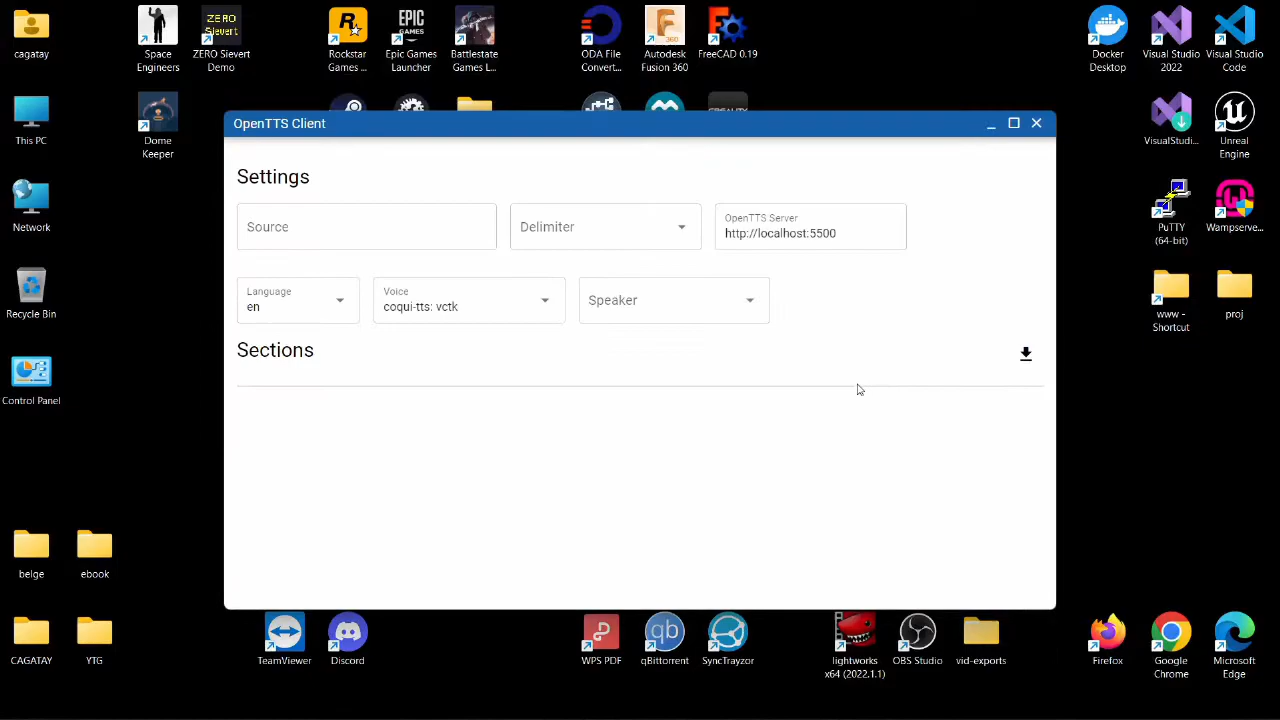 cagatay
Space
Engineers
ZERO
Sievert
ZERO Sievert
Demo
Rockstar
Games ...
EPIC
GAMES
Epic Games
Launcher
Battlestate
Games L...
ODA File
Convert...
F
360
Autodesk
Fusion 360
FreeCAD 0.19
Docker
Desktop
Visual Studio
2022
Visual Studio
Code
This PC
Dome
Keeper
VisualStudi...
Unreal
Engine
OpenTTS Client
Settings
Source
Delimiter
OpenTTS Server
http://localhost:5500
Language
en
Voice
coqui-tts: vctk
Speaker
Sections
Network
PuTTY
(64-bit)
Wampserve...
Recycle Bin
www -
Shortcut
proj
Control Panel
belge
ebook
CAGATAY
YTG
TeamViewer
Discord
WPS PDF
qb
qBittorrent
SyncTrayzor
lightworks
x64 (2022.1.1)
OBS Studio
vid-exports
Firefox
Google
Chrome
Microsoft
Edge